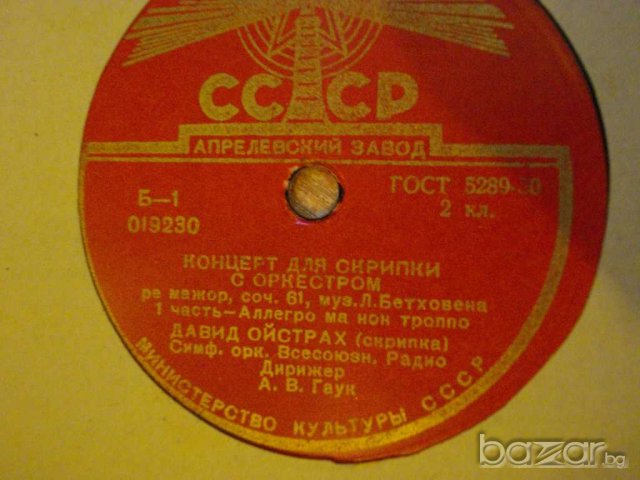 СССР
АПРЕЛЕВСКИЙ ЗАВОД
Б—1
019230
ГОСТ 5289-50
2 кл.
КОНЦЕРТ ДЛЯ СКРИПКИ
С ОРКЕСТРОМ
ре мажор, соч. 61, муз.Л.Бетховена
1 часть—Аллегро ма нон троппо
ДАВИД ОЙСТРАХ (скрипка)
Симф. орк. Всесоюзн. Радио
Дирижер
А. В. Гаук
МИНИСТЕРСТВО КУЛЬТУРЫ СССР
bazar.bg